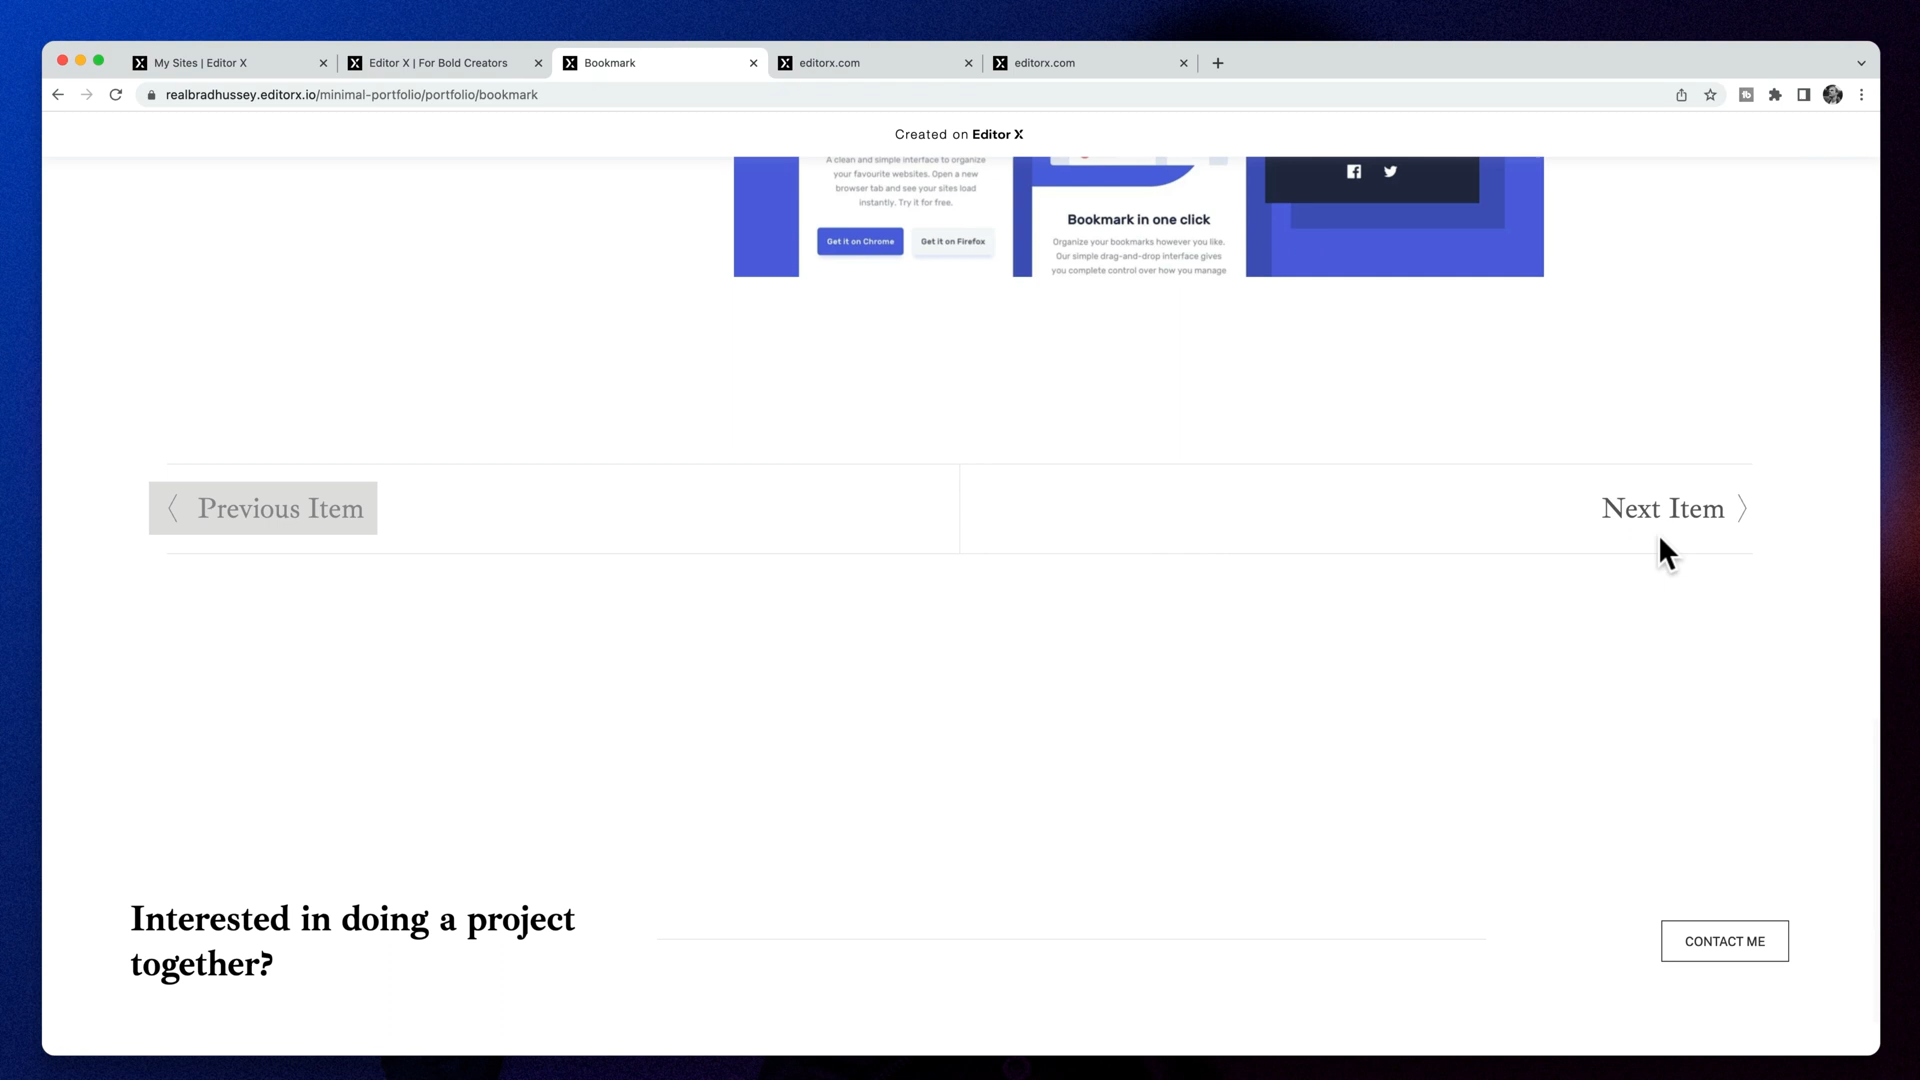 My Sites | Editor X
Editor X | For Bold Creators
Bookmark
editorx.com
editorx.com
realbradhussey.editorx.io/minimal-portfolio/portfolio/bookmark
Created on Editor X
A clean and simple interface to organize
your favourite websites. Open a new
browser tab and see your sites load
instantly. Try it for free.
Get it on Chrome
Get it on Firefox
Bookmark in one click
Organize your bookmarks however you like.
Our simple drag-and-drop interface gives
you complete control over how you manage
Previous Item
Next Item
Interested in doing a project
together?
CONTACT ME